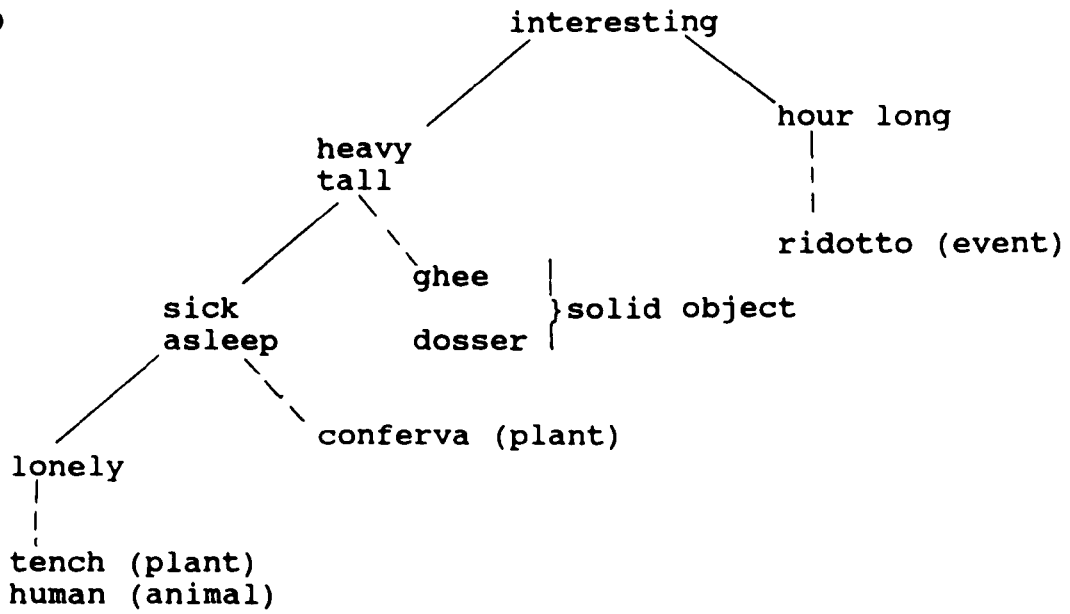 )
interesting
hour long
heavy
tall
ridotto (event)
ghee
sick
}solid object
asleep
dosser
conferva (plant)
lonely
tench (plant)
human (animal)